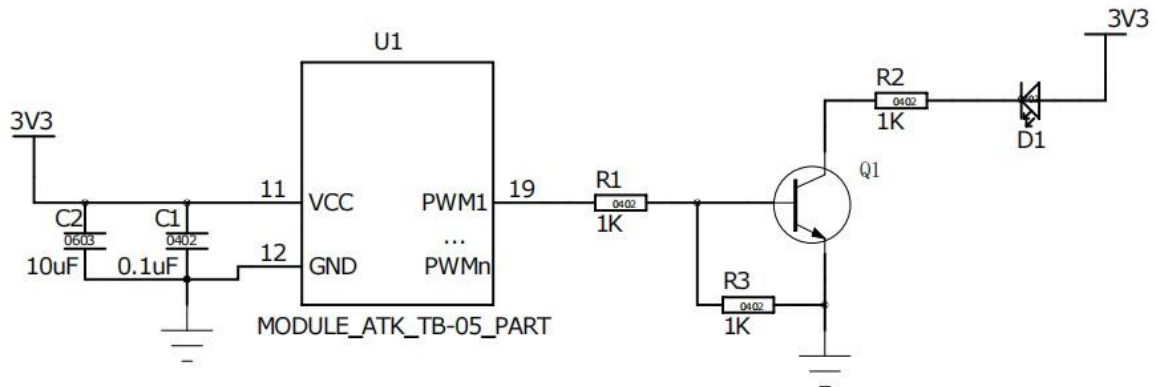 3V3
U1
R2
0402
1K
D1
3V3
11
VCC
PWM1
19
R1
0402
1K
Q1
C2
0603
10uF
C1
0402
0.1uF
12
GND
...
PWMn
R3
0402
1K
MODULE_ATK_TB-05_PART